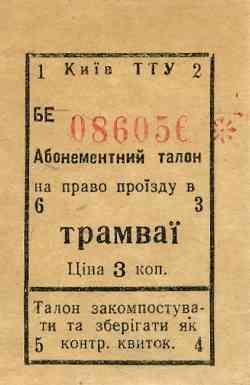 1 Київ ТТУ 2
БЕ 086056
Абонементний талон
на право проїзду в
6 3
трамваї
Ціна 3 коп.
Талон закомпостува-
ти та зберігати як
5 контр. квиток. 4